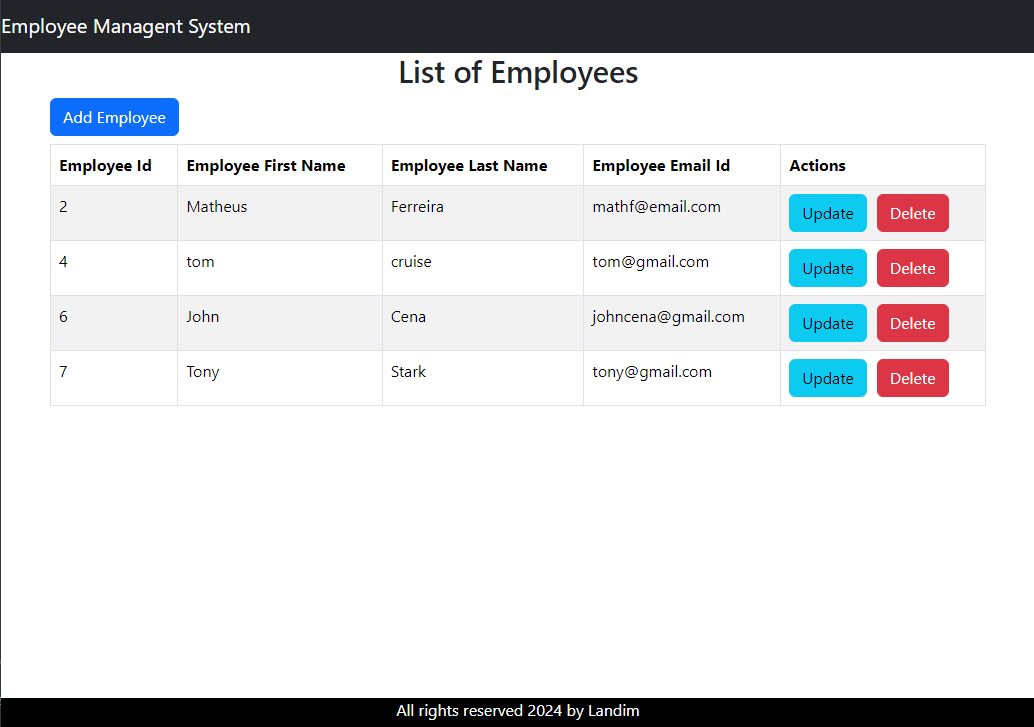 Employee Managent System
List of Employees
Add Employee
Employee Id Employee First Name Employee Last Name Employee Email Id Actions
2 Matheus Ferreira mathf@email.com Update Delete
4 tom cruise tom@gmail.com Update Delete
6 John Cena johncena@gmail.com Update Delete
7 Tony Stark tony@gmail.com Update Delete
All rights reserved 2024 by Landim